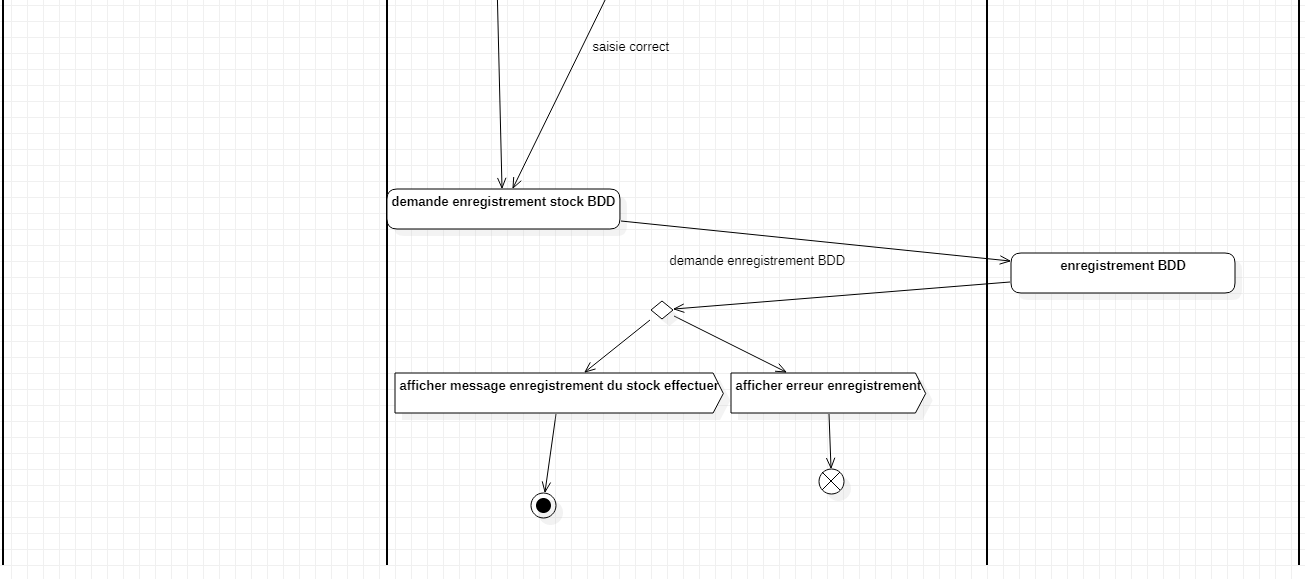 saisie correct
demande enregistrement stock BDD
demande enregistrement BDD
enregistrement BDD
afficher message enregistrement du stock effectuer
afficher erreur enregistrement